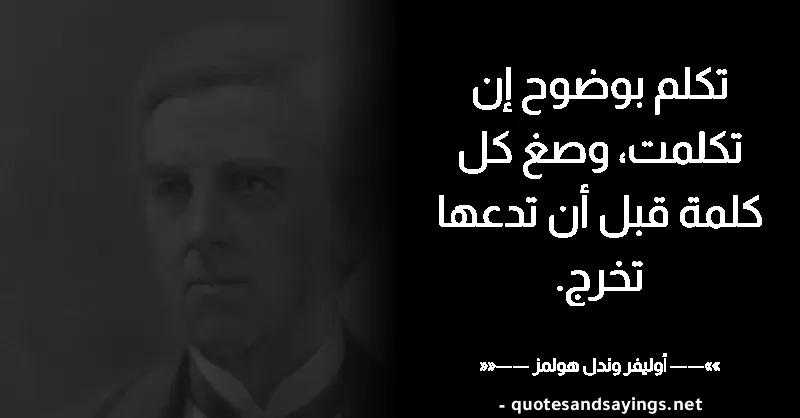 تكلم بوضوح إن
تكلمت، وصغ كل
كلمة قبل أن تدعها
تخرج.
»»——— أوليفر وندل هولمز ———««
- quotesandsayings.net